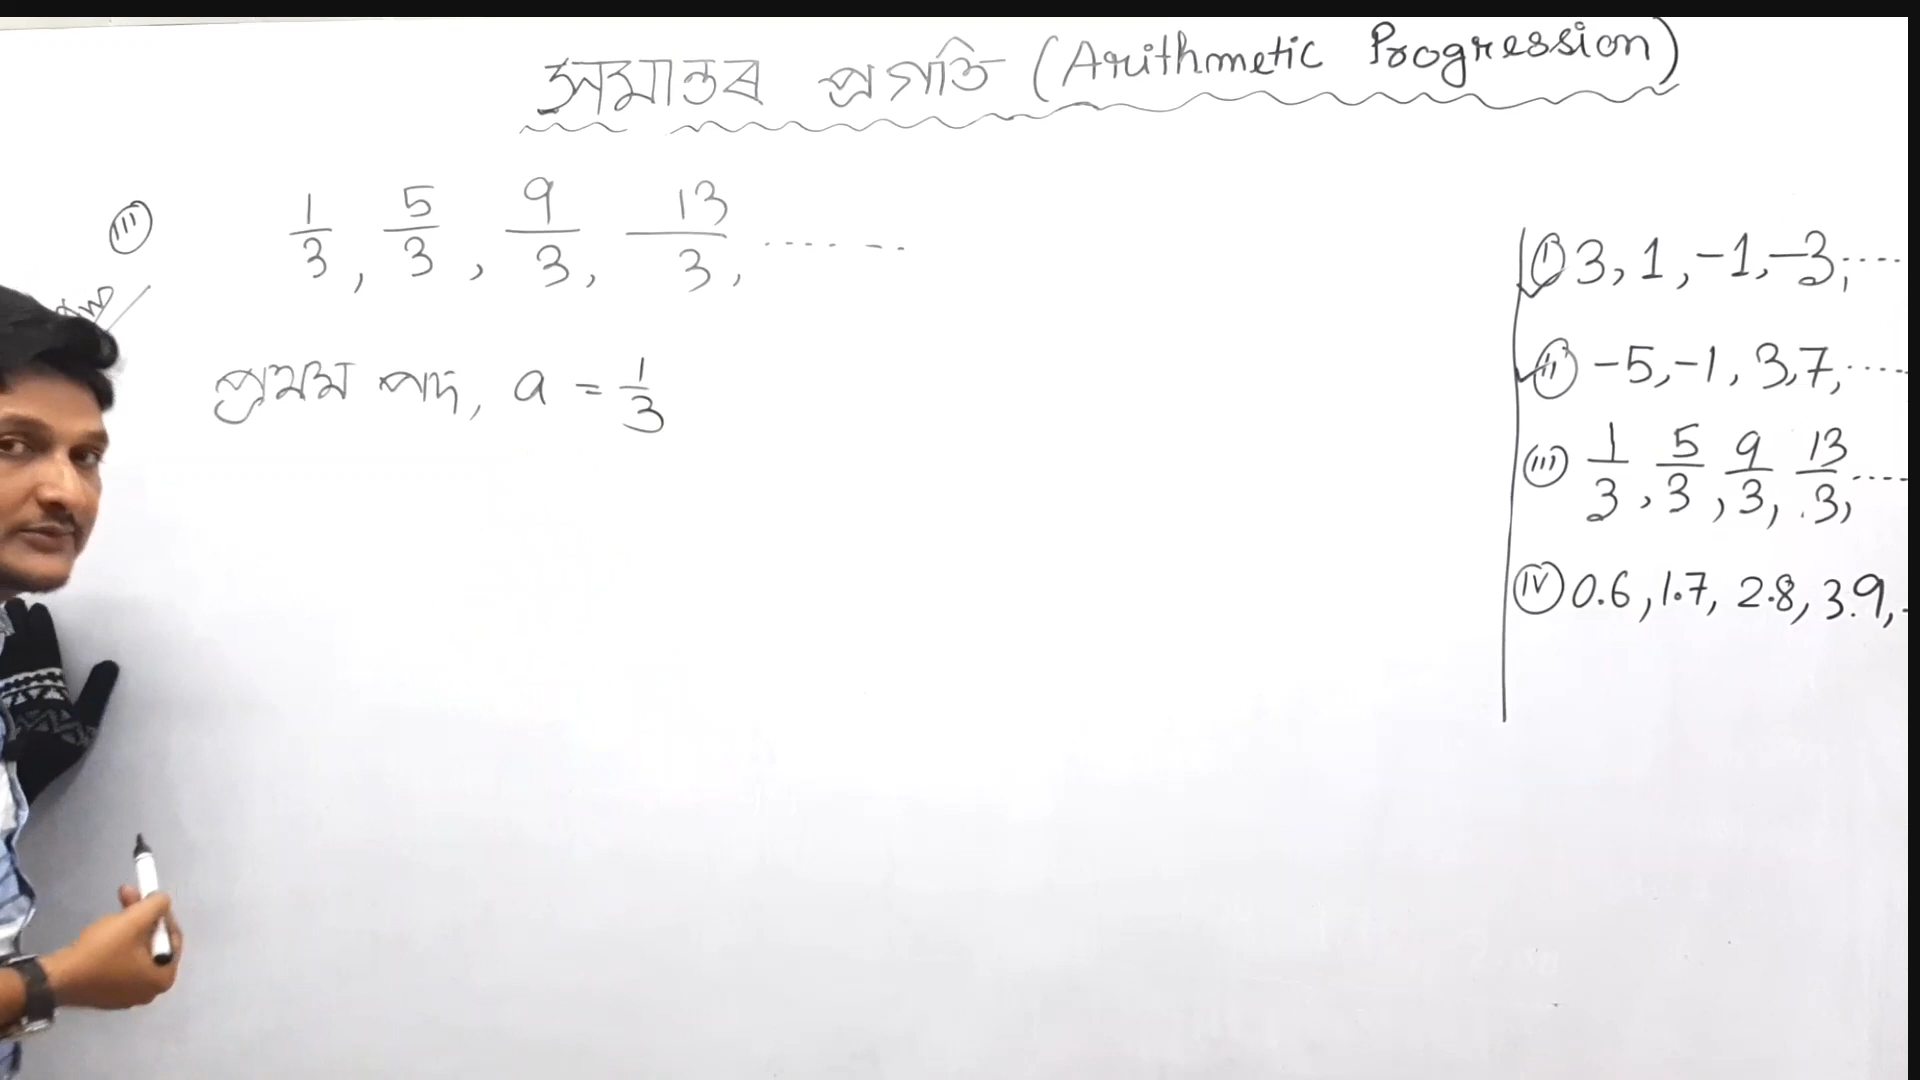 সমান্তৰ প্ৰগতি (Arithmetic Progression)
(iii) 1/3, 5/3, 9/3, 13/3, ........
প্ৰথম পদ, a = 1/3
(i) 3, 1, -1, -3, ....
(ii) -5, -1, 3, 7, ....
(iii) 1/3, 5/3, 9/3, 13/3, ....
(iv) 0.6, 1.7, 2.8, 3.9,